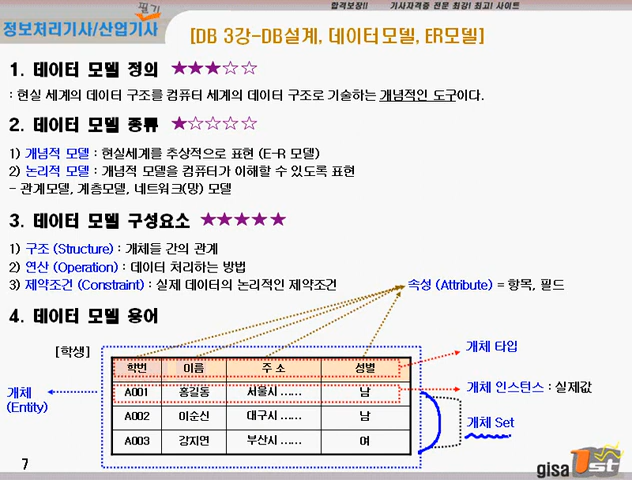 합격보장!! 기사자격증 전문 최강! 최고! 사이트
필기
정보처리기사/산업기사
[DB 3강-DB설계, 데이터모델, ER모델]
1. 데이터 모델 정의 ★★★☆☆
: 현실 세계의 데이터 구조를 컴퓨터 세계의 데이터 구조로 기술하는 개념적인 도구이다.
2. 데이터 모델 종류 ★☆☆☆☆
1) 개념적 모델 : 현실세계를 추상적으로 표현 (E-R 모델)
2) 논리적 모델 : 개념적 모델을 컴퓨터가 이해할 수 있도록 표현
- 관계모델, 계층모델, 네트워크(망) 모델
3. 데이터 모델 구성요소 ★★★★★
1) 구조 (Structure) : 개체들 간의 관계
2) 연산 (Operation) : 데이터 처리하는 방법
3) 제약조건 (Constraint) : 실제 데이터의 논리적인 제약조건
속성 (Attribute) = 항목, 필드
4. 데이터 모델 용어
[학생]
개체 타입
학번 이름 주 소 성별
개체
(Entity)
A001 홍길동 서울시 …… 남
개체 인스턴스 : 실제값
A002 이순신 대구시 …… 남
개체 Set
A003 강지연 부산시 …… 여
7
gisa 1st